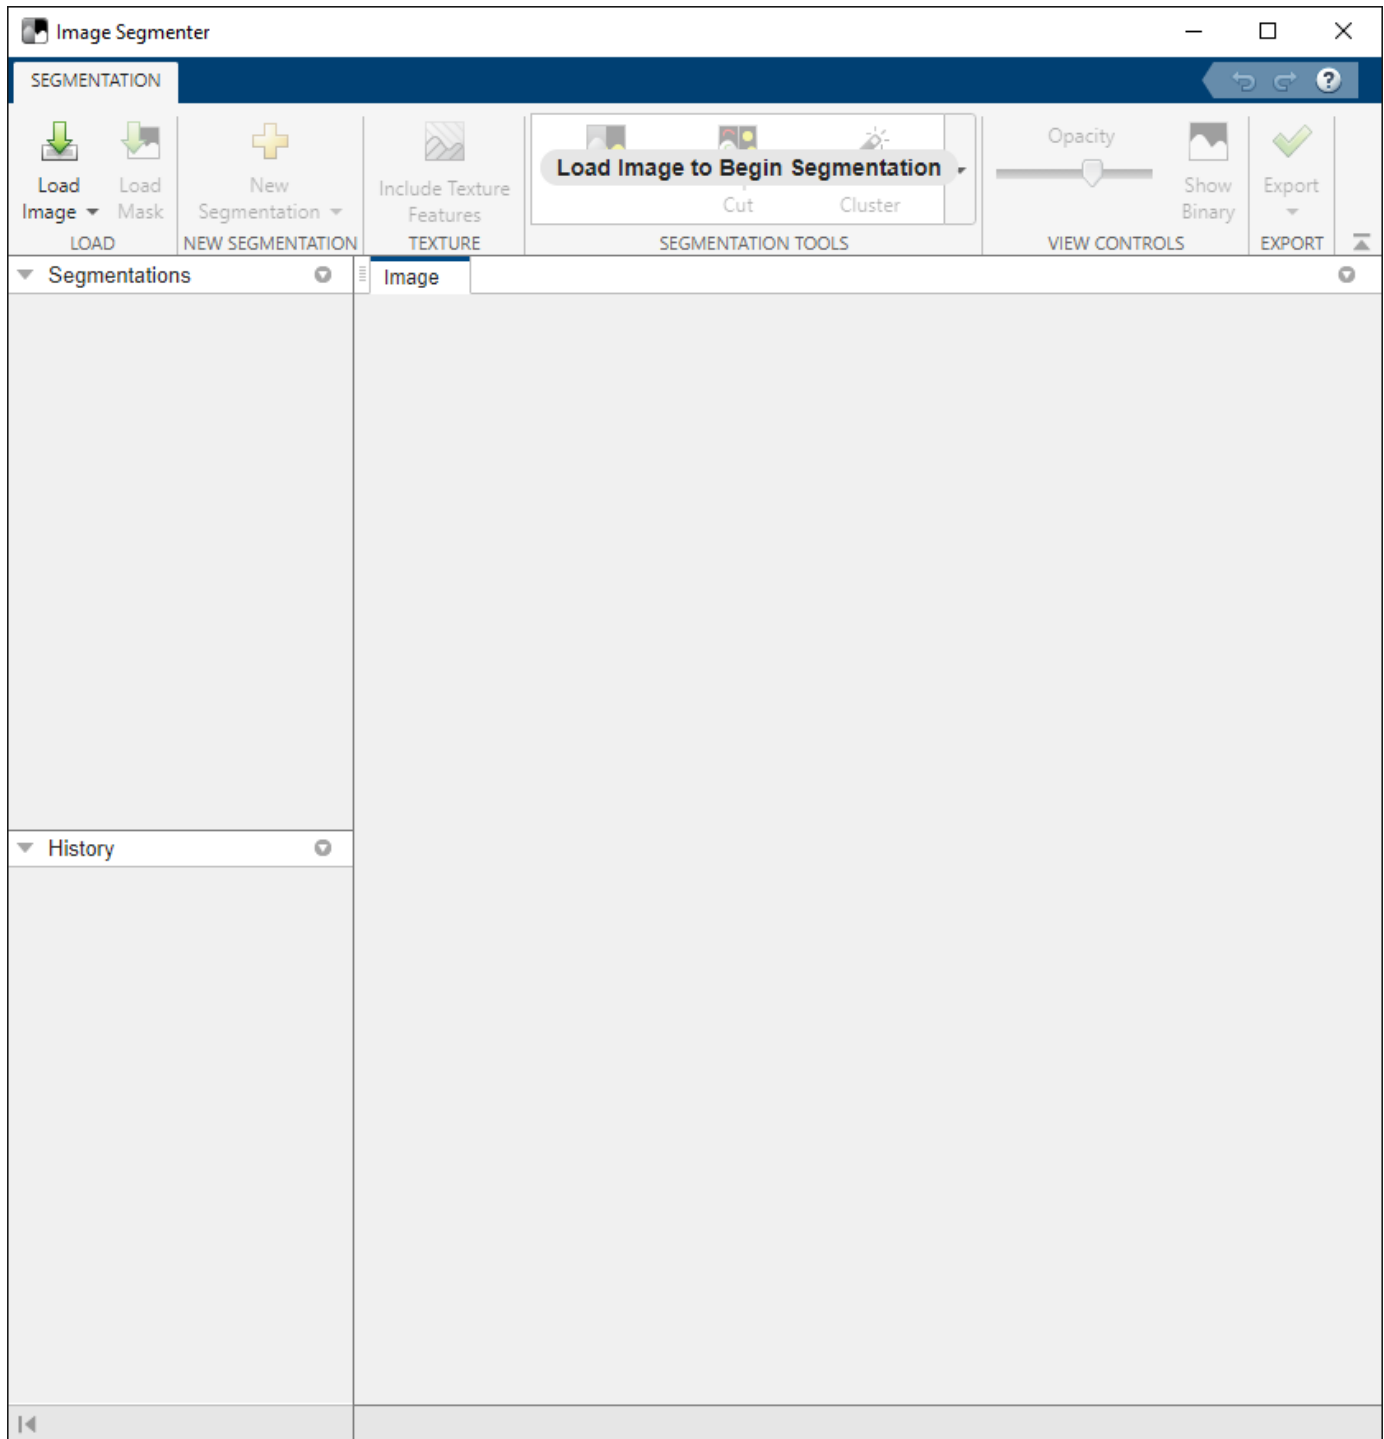 Image Segmenter
SEGMENTATION
?
Load
Image
Load
Mask
New
Segmentation
Include Texture
Features
Load Image to Begin Segmentation
Cut
Cluster
Opacity
Show
Binary
Export
LOAD
NEW SEGMENTATION
TEXTURE
SEGMENTATION TOOLS
VIEW CONTROLS
EXPORT
Segmentations
Image
History